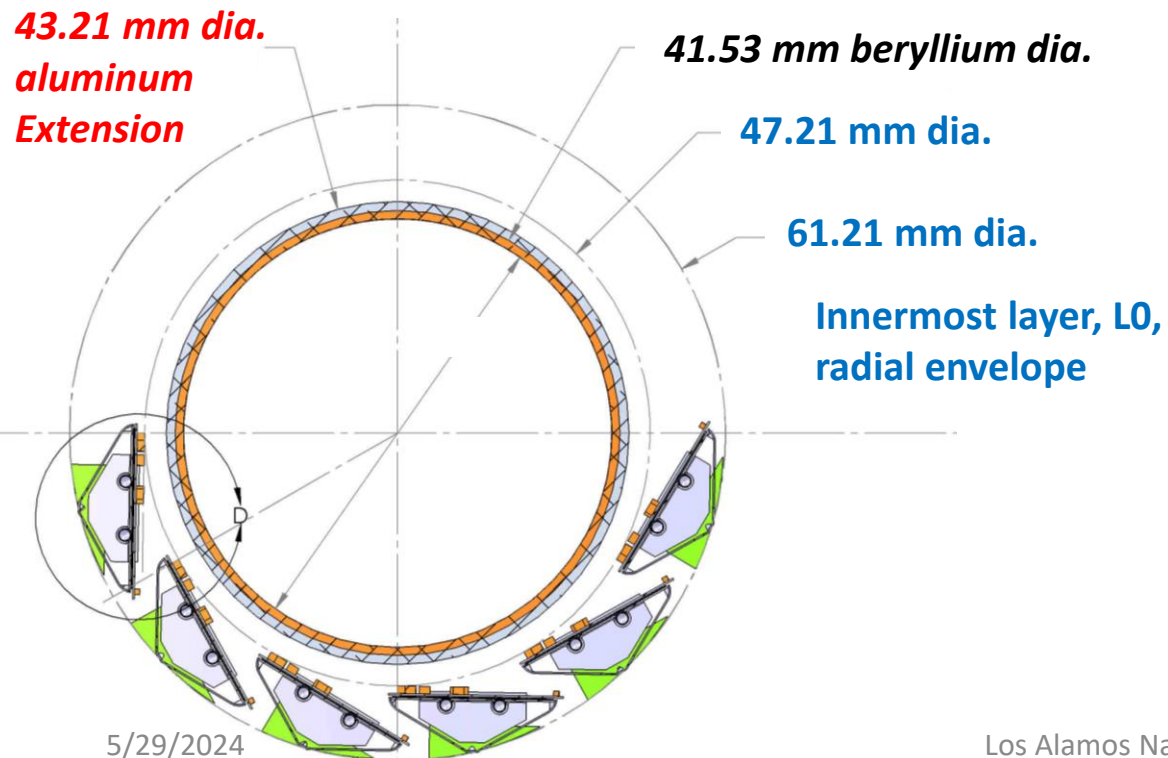 43.21 mm dia.
aluminum
Extension
41.53 mm beryllium dia.
47.21 mm dia.
61.21 mm dia.
Innermost layer, L0,
radial envelope
D
5/29/2024
Los Alamos Na